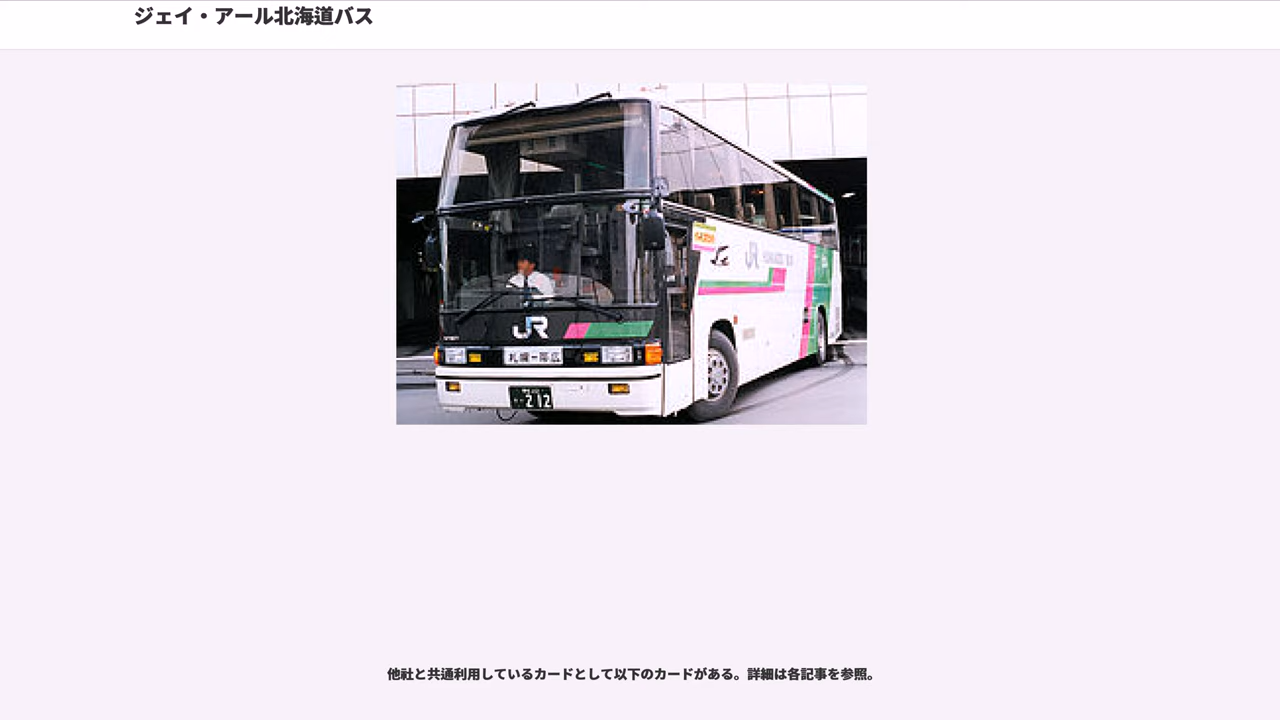 ジェイ・アール北海道バス
JR
JR
札幌－帯広
212
他社と共通利用しているカードとして以下のカードがある。詳細は各記事を参照。